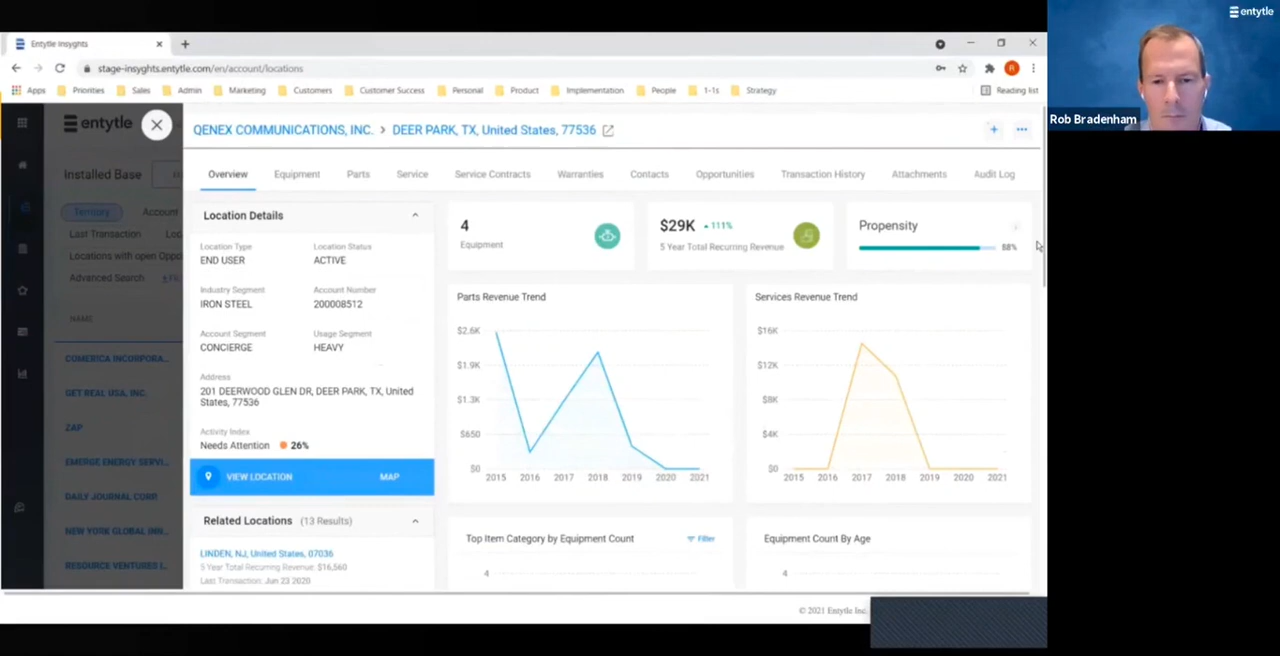 entytle
Rob Bradenham
Entytle Insyghts
stage-insyghts.entytle.com/en/account/locations
R
Apps Priorities Sales Admin Marketing Customers Customer Success Personal Product Implementation People 1-1s Strategy Reading list
entytle
QENEX COMMUNICATIONS, INC. > DEER PARK, TX, United States, 77536
Installed Base
Overview Equipment Parts Service Service Contracts Warranties Contacts Opportunities Transaction History Attachments Audit Log
Territory Account
Last Transaction
Locations with open Oppo
Advanced Search
NAME
COMERICA INCORPORA...
GET REAL USA, INC.
ZAP
EMERGE ENERGY SERVI...
DAILY JOURNAL CORP.
NEW YORK GLOBAL INN...
RESOURCE VENTURES I...
Location Details
Location Type Location Status
END USER ACTIVE
Industry Segment Account Number
IRON STEEL 200008512
Account Segment Usage Segment
CONCIERGE HEAVY
Address
201 DEERWOOD GLEN DR, DEER PARK, TX, United
States, 77536
Activity Index
Needs Attention 26%
VIEW LOCATION MAP
Related Locations (13 Results)
LINDEN, NJ, United States, 07036
5 Year Total Recurring Revenue: $16,560
Last Transaction: Jun 23 2020
4
Equipment
$29K 111%
5 Year Total Recurring Revenue
Propensity
88%
Parts Revenue Trend
$2.6K
$1.9K
$1.3K
$650
$0
2015 2016 2017 2018 2019 2020 2021
Services Revenue Trend
$16K
$12K
$8K
$4K
$0
2015 2016 2017 2018 2019 2020 2021
Top Item Category by Equipment Count Filter
4
Equipment Count By Age
4
© 2021 Entytle Inc.